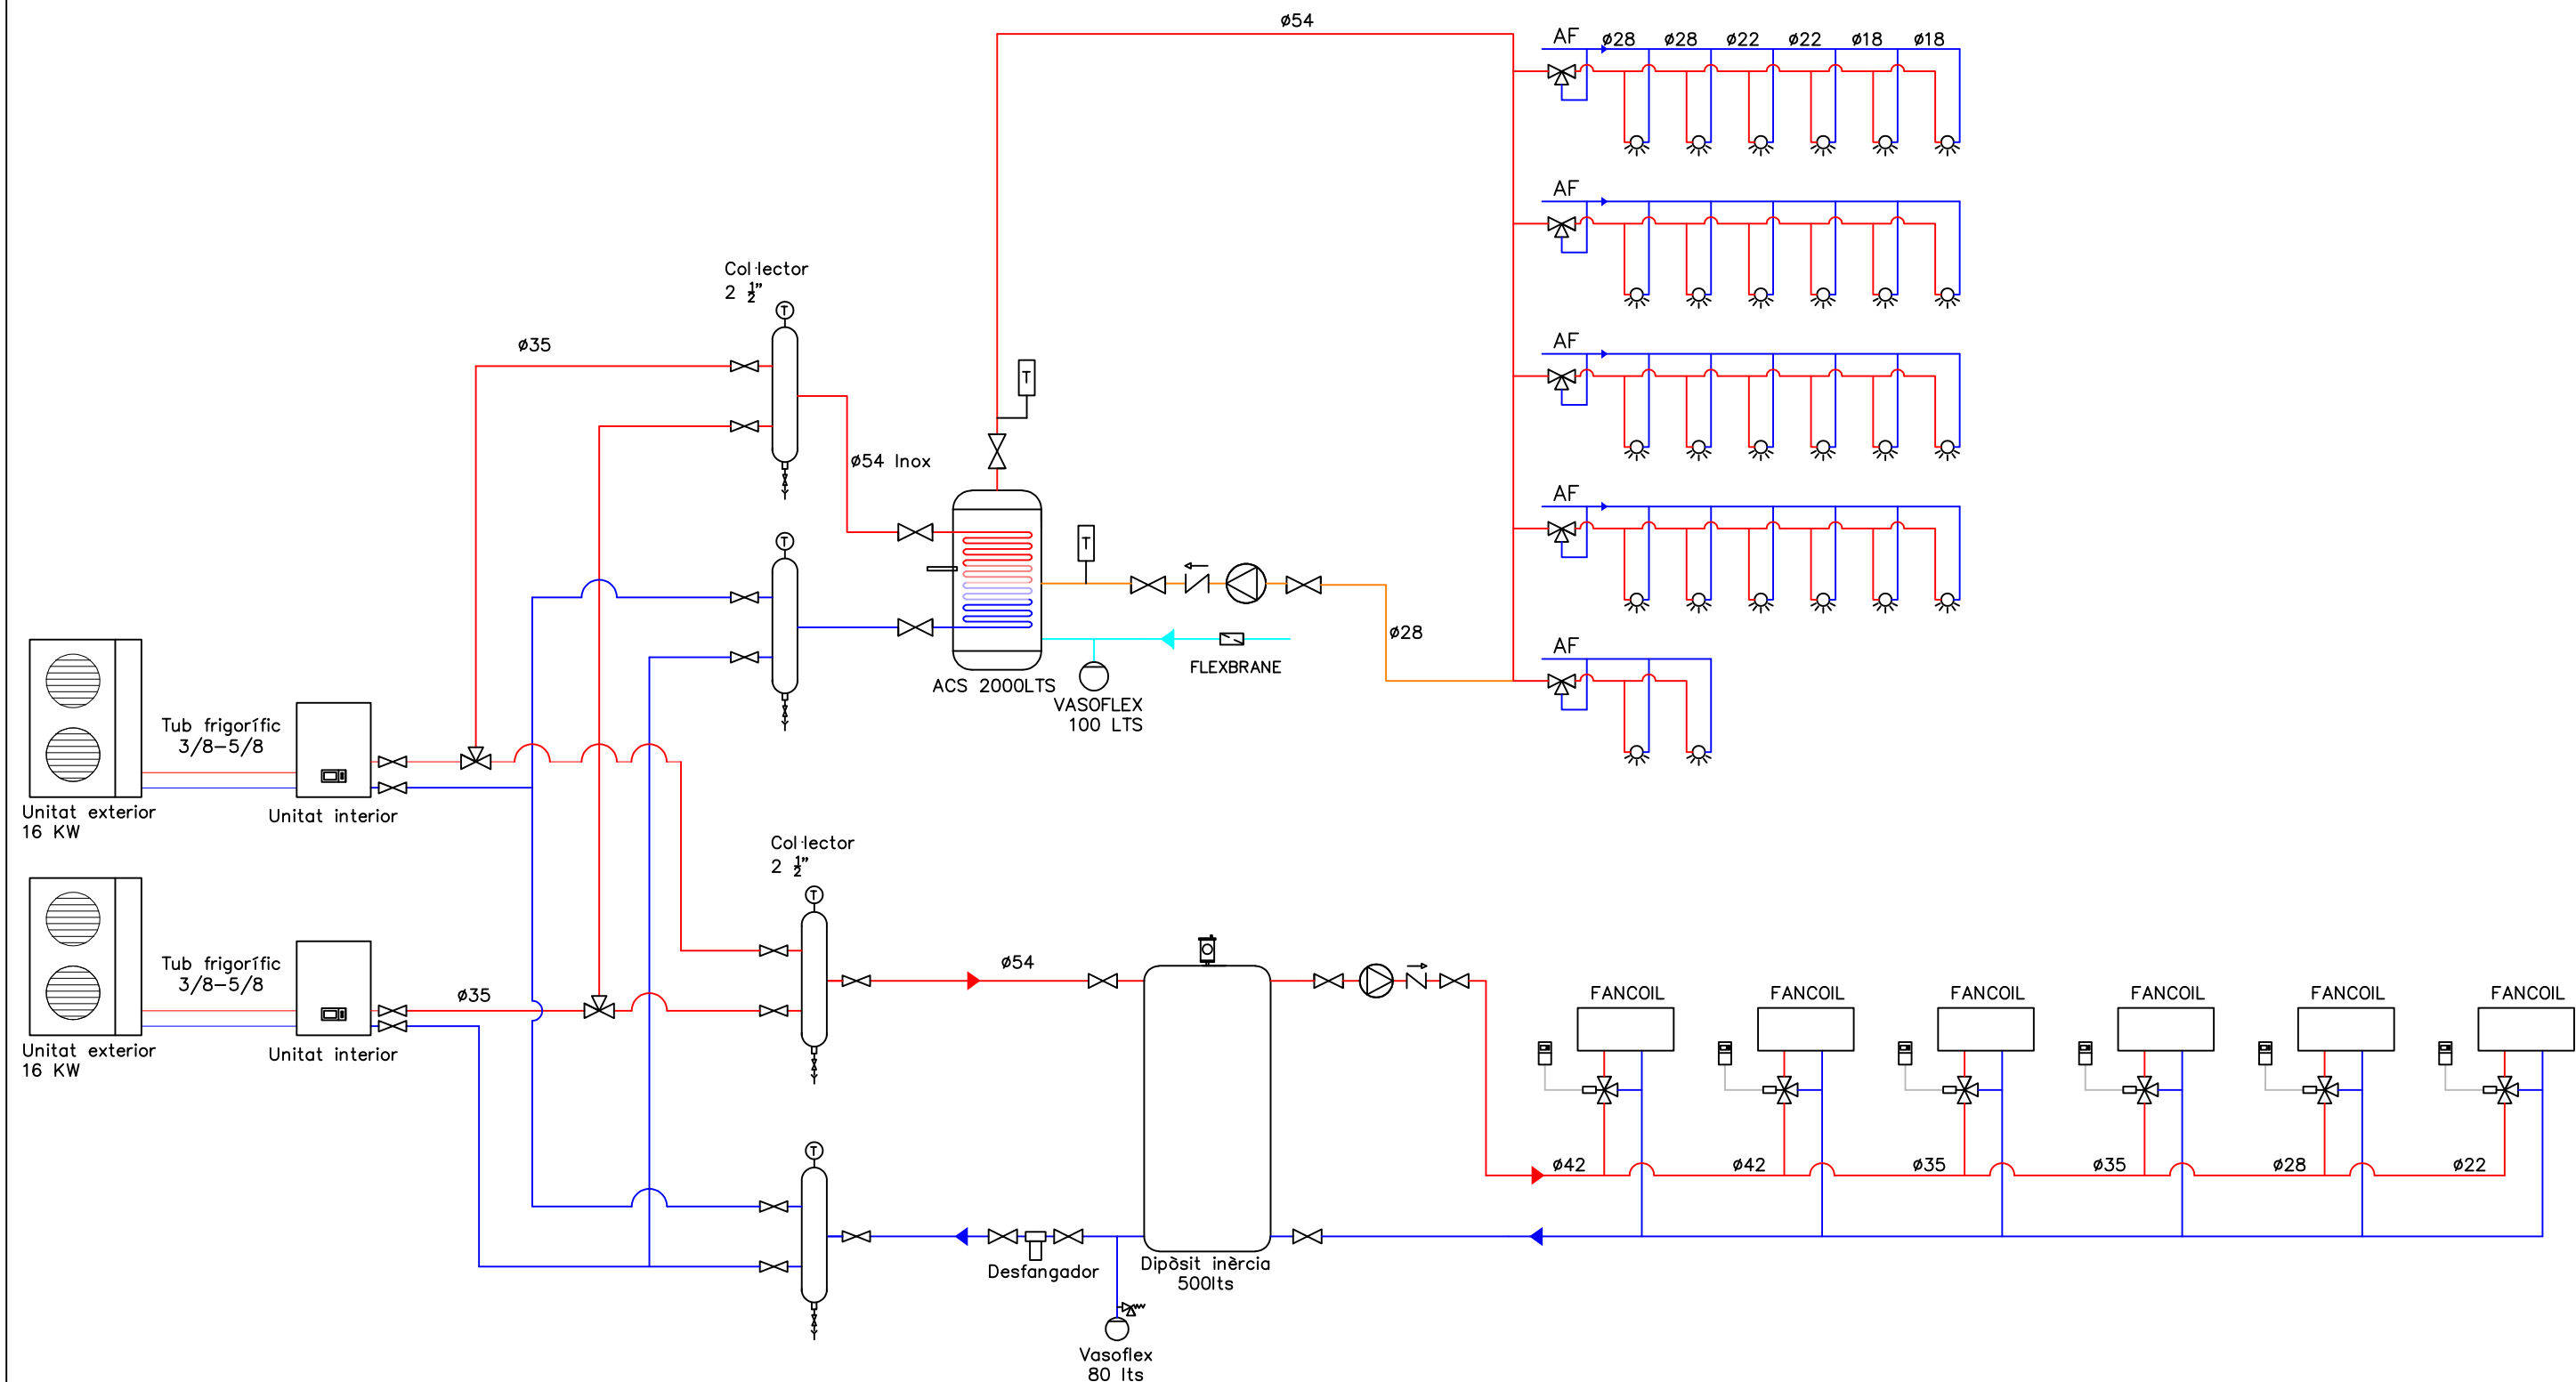 ø54
AF
ø28
ø28
ø22
ø22
ø18
ø18
AF
Col·lector
2 1/2"
T
ø35
AF
T
ø54 Inox
AF
T
T
ø28
AF
FLEXBRANE
ACS 2000LTS
VASOFLEX
100 LTS
Tub frigorífic
3/8-5/8
Unitat exterior
16 KW
Unitat interior
Col·lector
2 1/2"
T
Tub frigorífic
3/8-5/8
ø35
ø54
FANCOIL
FANCOIL
FANCOIL
FANCOIL
FANCOIL
FANCOIL
Unitat exterior
16 KW
Unitat interior
T
ø42
ø42
ø35
ø35
ø28
ø22
Desfangador
Dipòsit inèrcia
500lts
Vasoflex
80 lts